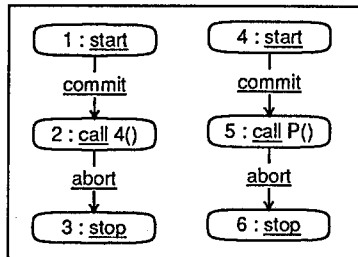 1 : start
commit
2 : call 4()
abort
3 : stop
4 : start
commit
5 : call P()
abort
6 : stop